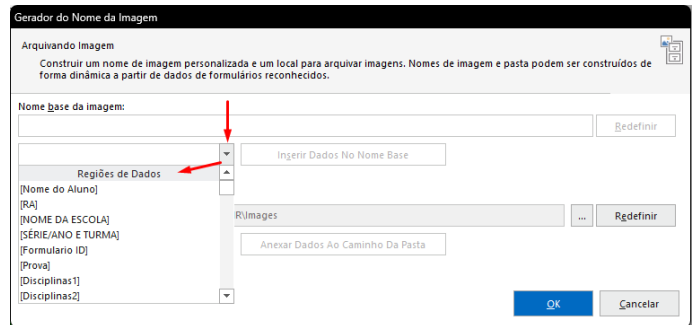 Gerador do Nome da Imagem
Arquivando Imagem
Construir um nome de imagem personalizada e um local para arquivar imagens. Nomes de imagem e pasta podem ser construídos de
forma dinâmica a partir de dados de formulários reconhecidos.
Nome base da imagem:
Redefinir
Inserir Dados No Nome Base
Regiões de Dados
[Nome do Aluno]
[RA]
[NOME DA ESCOLA]
[SÉRIE/ANO E TURMA]
R\Images
...
Redefinir
[Formulario ID]
Anexar Dados Ao Caminho Da Pasta
[Prova]
[Disciplinas1]
[Disciplinas2]
OK
Cancelar